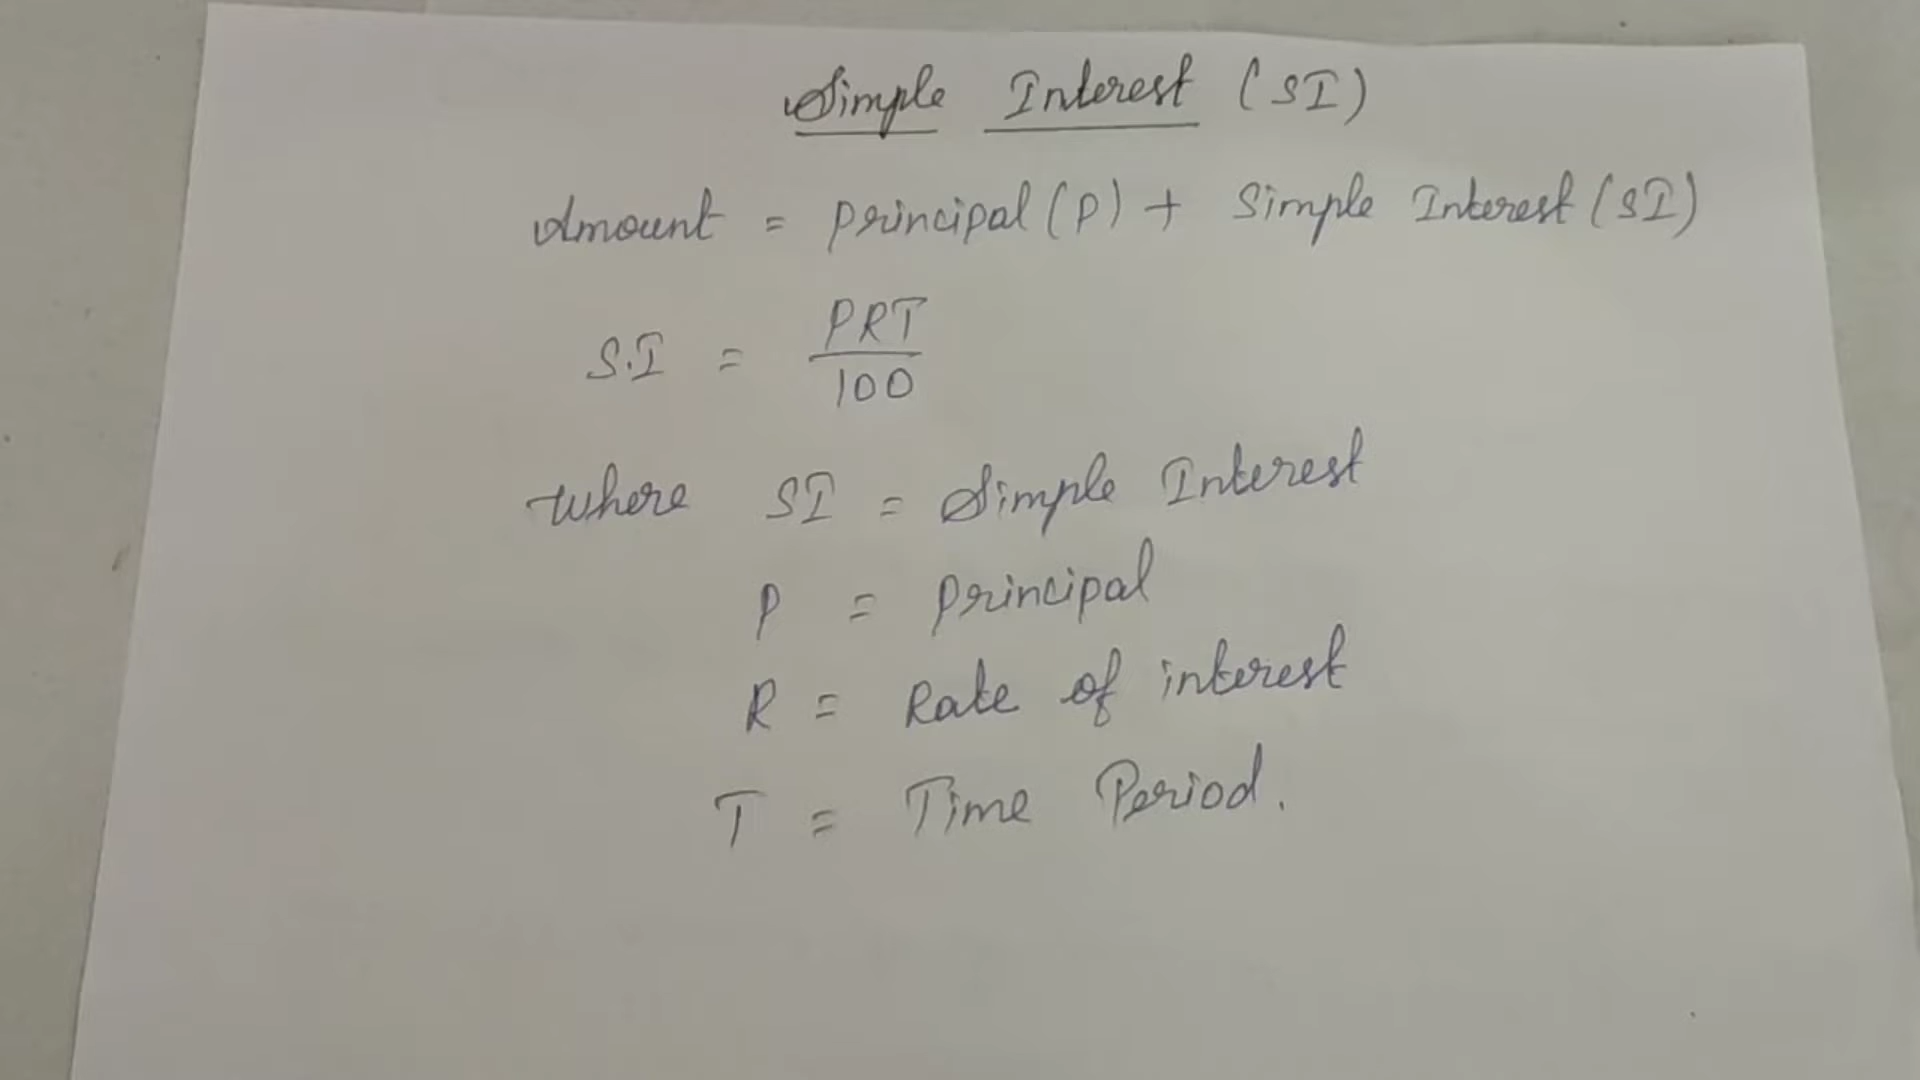 Simple Interest (SI)
Amount = Principal (P) + Simple Interest (SI)
S.I = PRT/100
Where SI = Simple Interest
P = Principal
R = Rate of interest
T = Time Period.